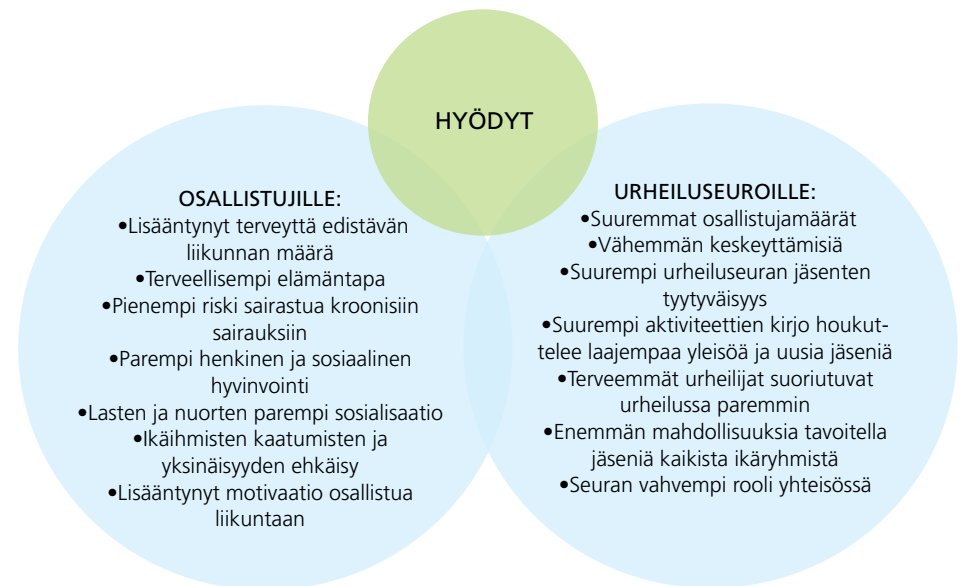 HYÖDYT
OSALLISTUJILLE:
•Lisääntynyt terveyttä edistävän
liikunnan määrä
•Terveellisempi elämäntapa
•Pienempi riski sairastua kroonisiin
sairauksiin
•Parempi henkinen ja sosiaalinen
hyvinvointi
•Lasten ja nuorten parempi sosialisaatio
•Ikäihmisten kaatumisten ja
yksinäisyyden ehkäisy
•Lisääntynyt motivaatio osallistua
liikuntaan
URHEILUSEUROILLE:
•Suuremmat osallistujamäärät
•Vähemmän keskeyttämisiä
•Suurempi urheiluseuran jäsenten
tyytyväisyys
•Suurempi aktiviteettien kirjo houkut-
telee laajempaa yleisöä ja uusia jäseniä
•Terveemmät urheilijat suoriutuvat
urheilussa paremmin
•Enemmän mahdollisuuksia tavoitella
jäseniä kaikista ikäryhmistä
•Seuran vahvempi rooli yhteisössä